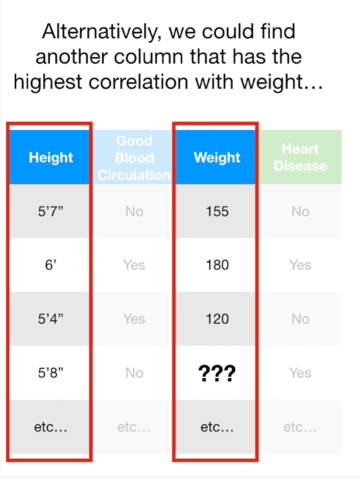 Alternatively, we could find
another column that has the
highest correlation with weight…
Height Good Blood Circulation Weight Heart Disease
5’7” No 155 No
6’ Yes 180 Yes
5’4” Yes 120 No
5’8” No ??? Yes
etc… etc… etc… etc…